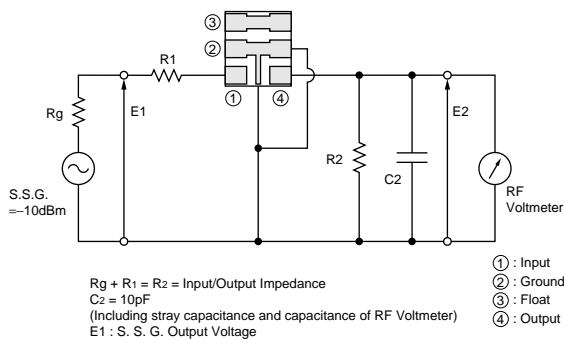 ③
②
① ④
R1
Rg
E1
R2
C2
E2
S.S.G.
=−10dBm
RF
Voltmeter
Rg + R1 = R2 = Input/Output Impedance
C2 = 10pF
(Including stray capacitance and capacitance of RF Voltmeter)
E1 : S. S. G. Output Voltage
① : Input
② : Ground
③ : Float
④ : Output